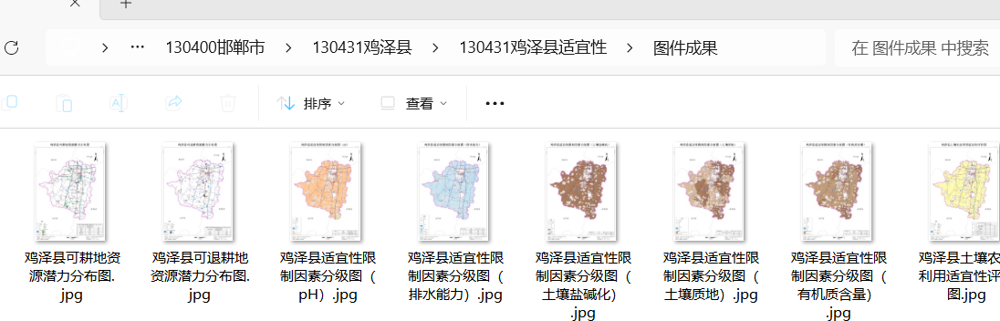 130400邯郸市
130431鸡泽县
130431鸡泽县适宜性
图件成果
在 图件成果 中搜索
排序
查看
鸡泽县可耕地资
源潜力分布图.
jpg
鸡泽县可退耕地
资源潜力分布图.
jpg
鸡泽县适宜性限
制因素分级图（
pH）.jpg
鸡泽县适宜性限
制因素分级图（
排水能力）.jpg
鸡泽县适宜性限
制因素分级图（
土壤盐碱化）
.jpg
鸡泽县适宜性限
制因素分级图（
土壤质地）.jpg
鸡泽县适宜性限
制因素分级图（
有机质含量）
.jpg
鸡泽县土壤农
利用适宜性评
图.jpg